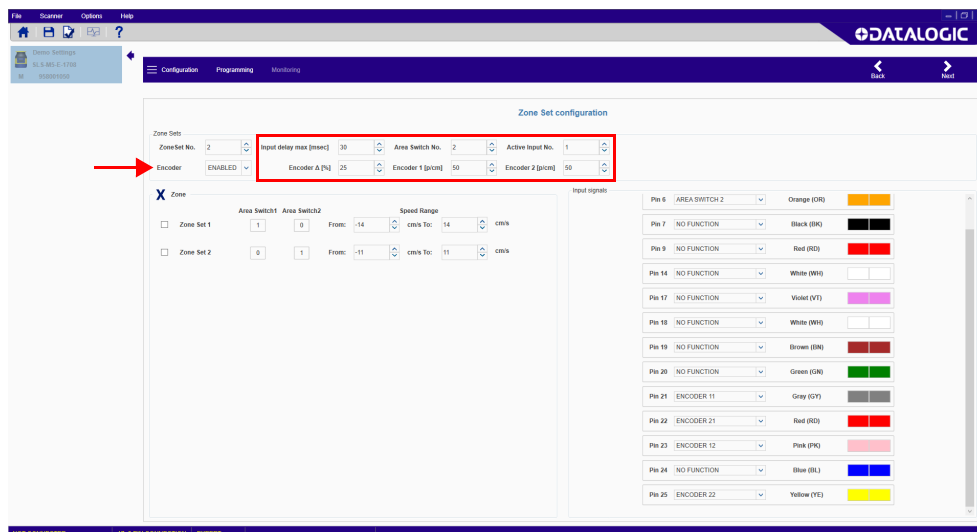 File Scanner Options Help
?
DATALOGIC
Demo Settings
SLS-M5-E-1708
Configuration Programming Monitoring Back Next
Zone Set configuration
Zone Sets
ZoneSet No. 2 Input delay max [msec] 30 Area Switch No. 2 Active Input No. 1
Encoder ENABLED Encoder Δ [%] 25 Encoder 1 [p/cm] 50 Encoder 2 [p/cm] 50
X Zone
Area Switch1 Area Switch2 Speed Range
Zone Set 1 1 0 From: -14 cm/s To: 14 cm/s
Zone Set 2 0 1 From: -11 cm/s To: 11 cm/s
Input signals
Pin 6 AREA SWITCH 2 Orange (OR)
Pin 7 NO FUNCTION Black (BK)
Pin 9 NO FUNCTION Red (RD)
Pin 14 NO FUNCTION White (WH)
Pin 17 NO FUNCTION Violet (VT)
Pin 18 NO FUNCTION White (WH)
Pin 19 NO FUNCTION Brown (BN)
Pin 20 NO FUNCTION Green (GN)
Pin 21 ENCODER 11 Gray (GY)
Pin 22 ENCODER 21 Red (RD)
Pin 23 ENCODER 12 Pink (PK)
Pin 24 NO FUNCTION Blue (BL)
Pin 25 ENCODER 22 Yellow (YE)